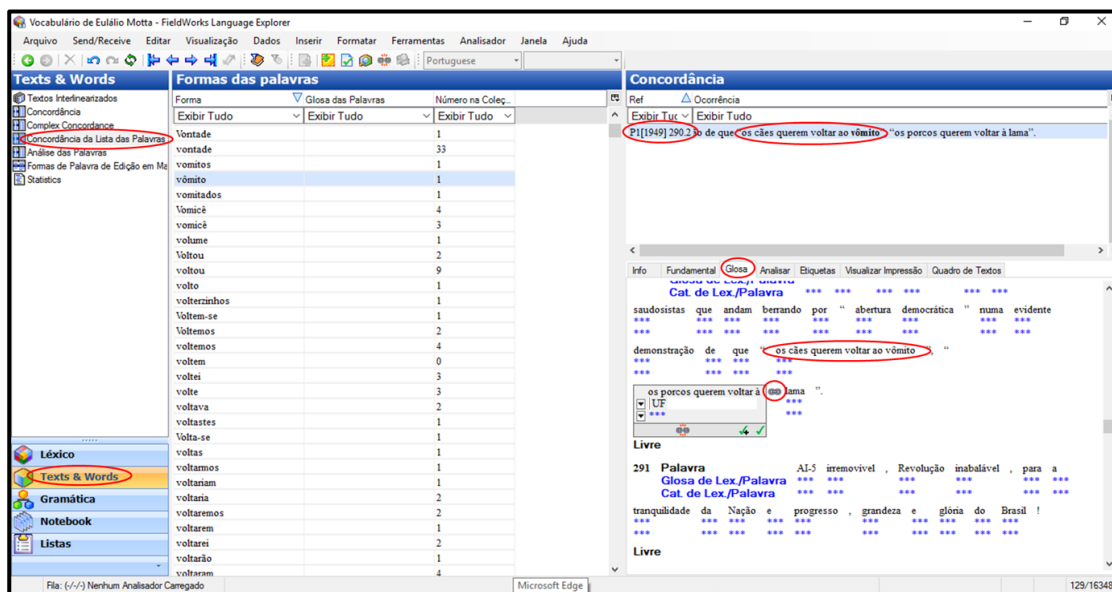 Vocabulário de Eulálio Motta - FieldWorks Language Explorer
Arquivo Send/Receive Editar Visualização Dados Inserir Formatar Ferramentas Analisador Janela Ajuda
Portuguese
Texts & Words
Textos Interlinearizados
Concordância
Complex Concordance
Concordância da Lista das Palavras
Análise das Palavras
Formas de Palavra de Edição em Ma
Statistics
Léxico
Texts & Words
Gramática
Notebook
Listas
Formas das palavras
Forma Glosa das Palavras Número na Coleç...
Exibir Tudo Exibir Tudo Exibir Tudo
Vontade 1
vontade 33
vomitos 1
vômito 1
vomitados 1
Vomicê 4
vomicê 3
volume 1
Voltou 2
voltou 9
volto 1
volterzinhos 1
Voltem-se 1
Voltemos 2
voltemos 4
voltem 0
voltei 3
volte 3
voltava 2
voltastes 1
Volta-se 1
voltas 1
voltarmos 1
voltariam 1
voltaria 2
voltaremos 2
voltarem 1
voltarei 2
voltarão 1
voltaram 4
Concordância
Ref Ocorrência
Exibir Tuc Exibir Tudo
P1[1949] 290.2 so de que “os cães querem voltar ao vômito”, “os porcos querem voltar à lama”.
Info Fundamental Glosa Analisar Etiquetas Visualizar Impressão Quadro de Textos
Glosa de Lex./Palavra
Cat. de Lex./Palavra *** *** *** *** *** ***
saudosistas que andam berrando por “ abertura democrática ” numa evidente
*** *** *** *** *** *** *** *** ***
*** *** *** *** *** *** *** *** ***
demonstração de que “ os cães querem voltar ao vômito ”, “
*** *** *** ***
*** *** *** ***
os porcos querem voltar à lama ”.
UF ***
*** ***
Livre
291 Palavra AI-5 irremovivel , Revolução inabalável , para a
Glosa de Lex./Palavra *** *** *** *** *** ***
Cat. de Lex./Palavra *** *** *** *** *** ***
tranquilidade da Nação e progresso , grandeza e glória do Brasil !
*** *** *** *** *** *** *** *** *** ***
*** *** *** *** *** *** *** *** *** ***
Livre
Fila: (-/-/-) Nenhum Analisador Carregado
Microsoft Edge
129/16348